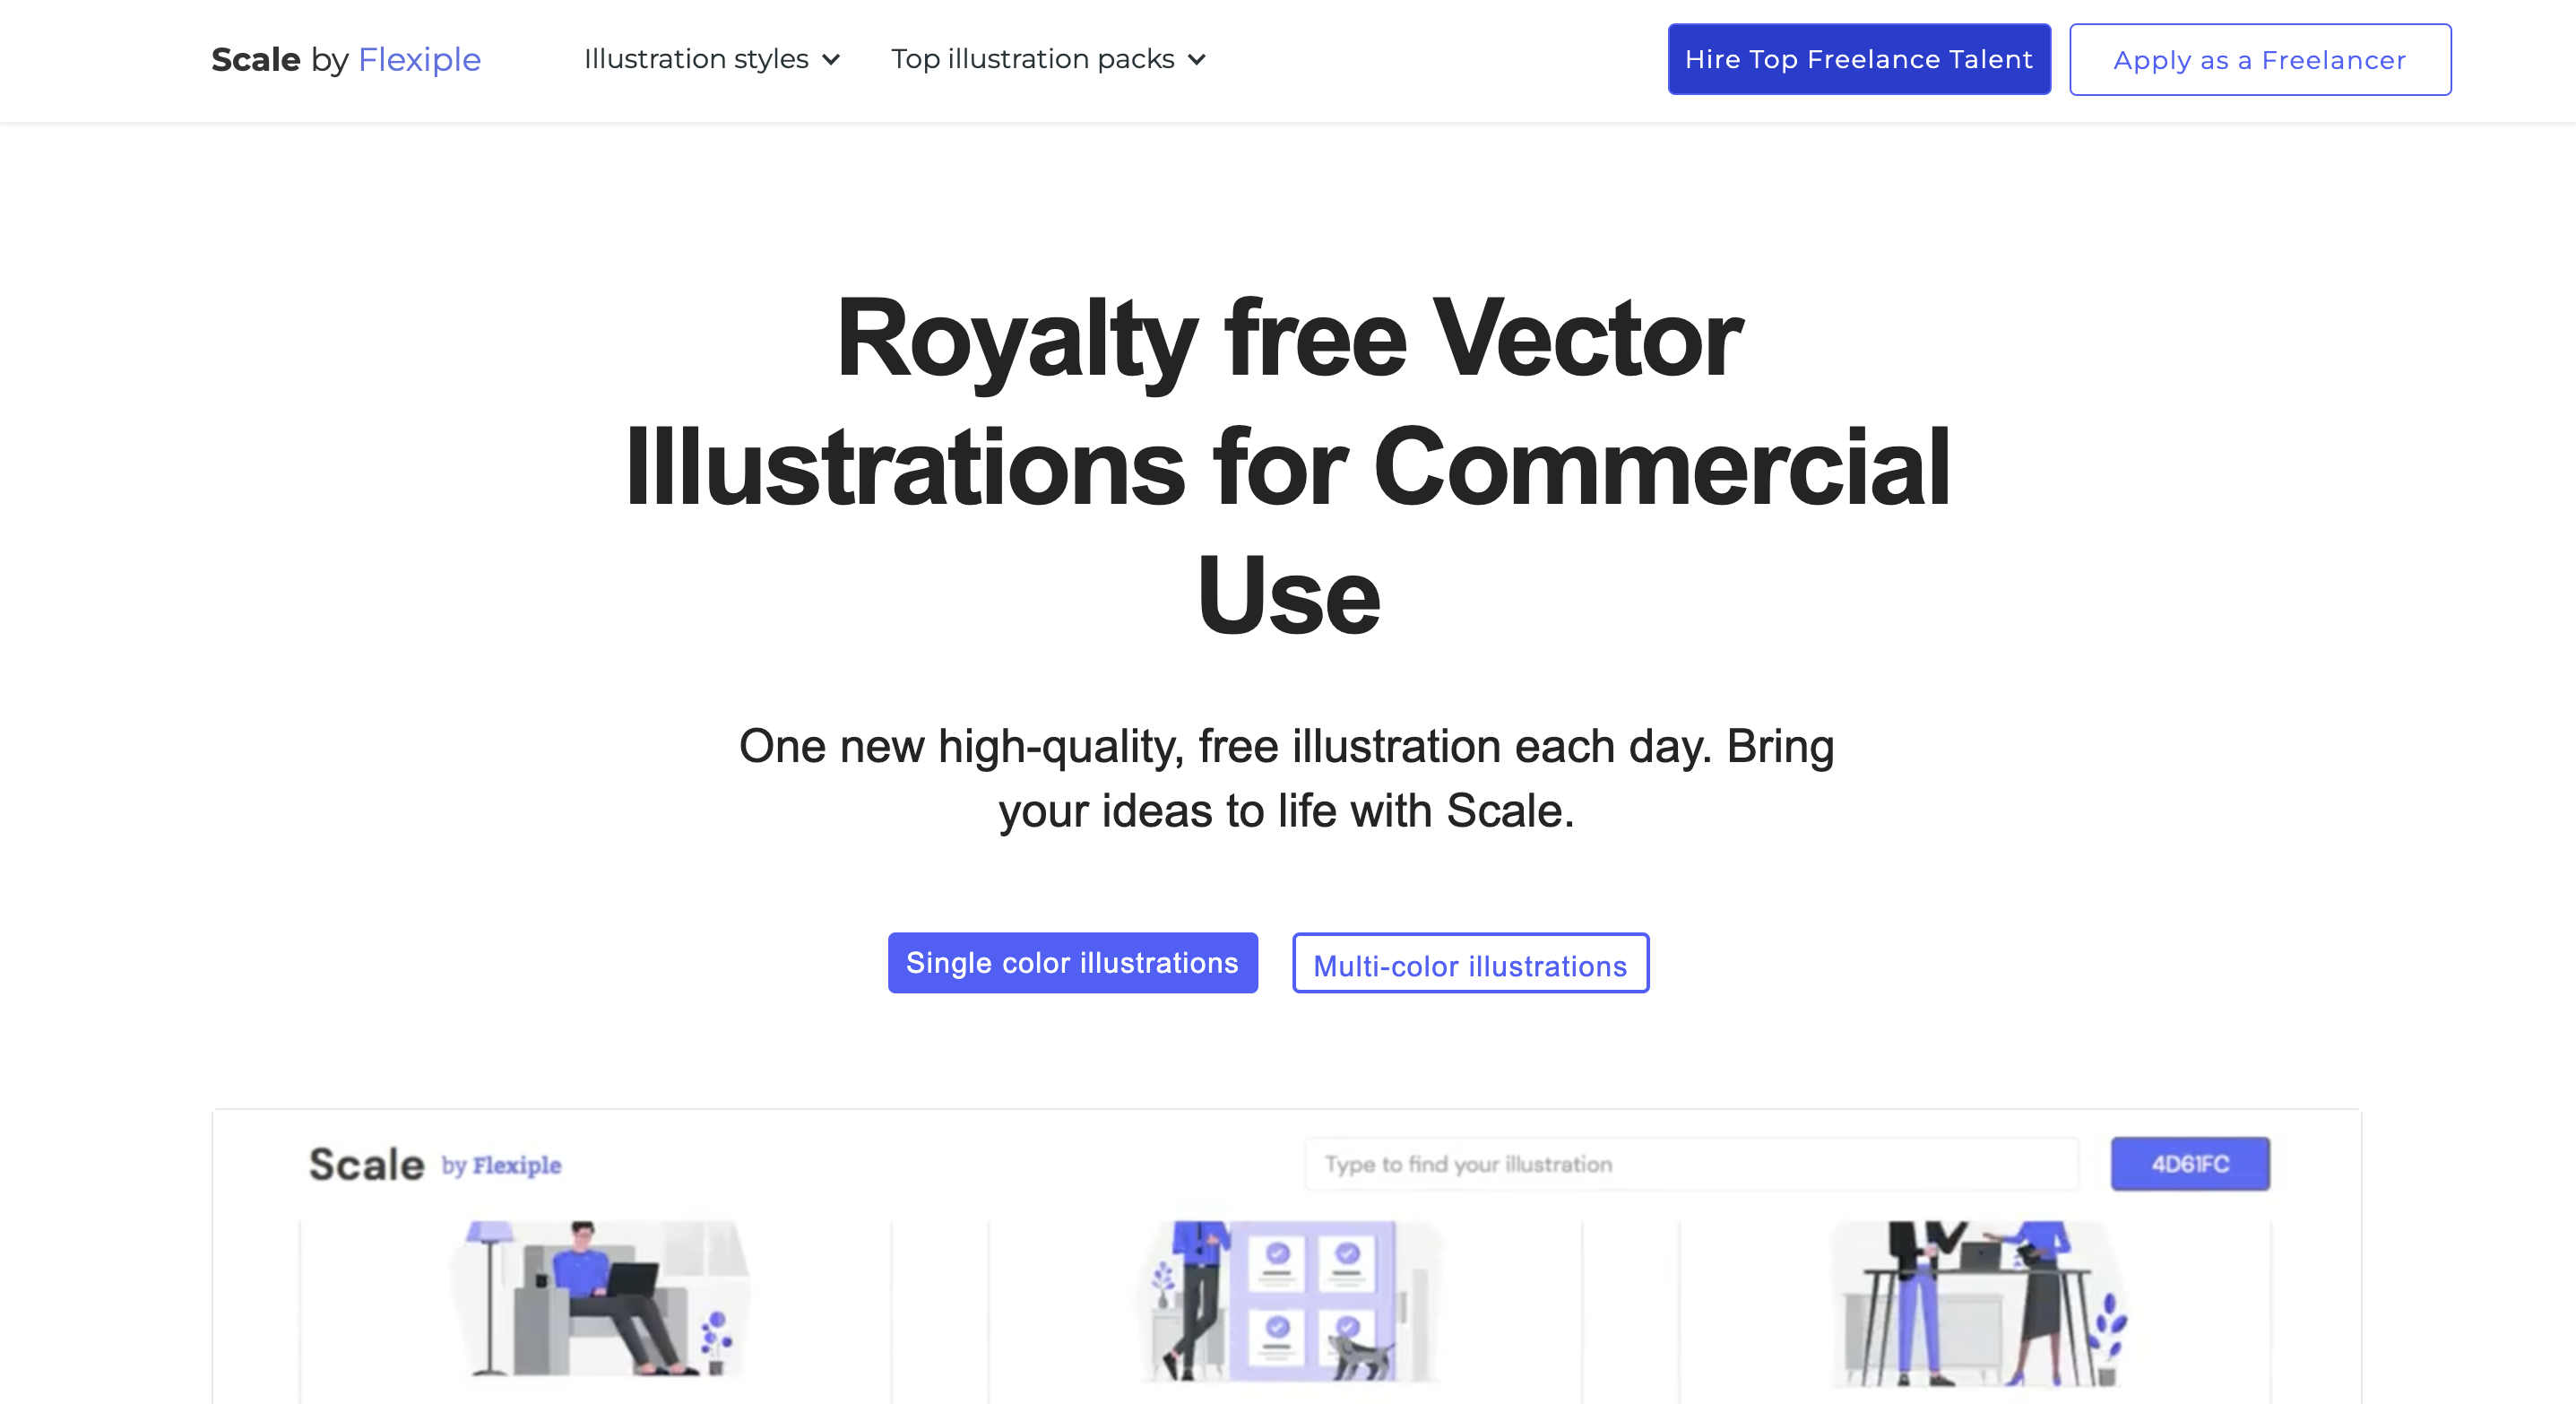 Scale by Flexiple
Illustration styles
Top illustration packs
Hire Top Freelance Talent
Apply as a Freelancer
Royalty free Vector
Illustrations for Commercial
Use
One new high-quality, free illustration each day. Bring
your ideas to life with Scale.
Single color illustrations
Multi-color illustrations
Scale by Flexiple
Type to find your illustration
4D61FC